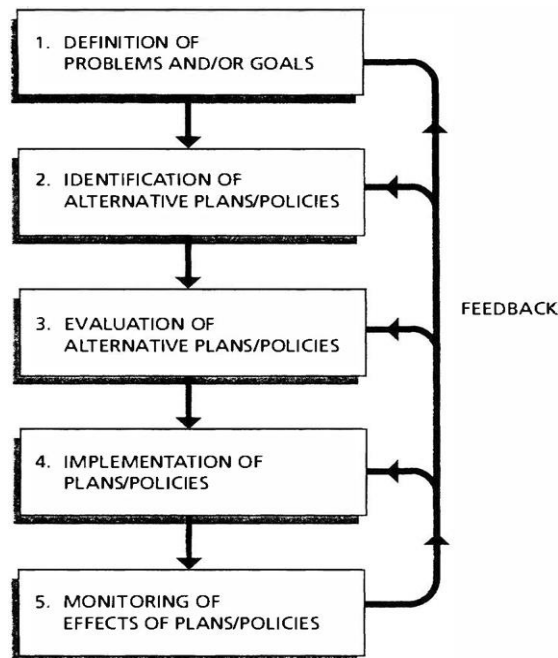 1. DEFINITION OF
PROBLEMS AND/OR GOALS
2. IDENTIFICATION OF
ALTERNATIVE PLANS/POLICIES
3. EVALUATION OF
ALTERNATIVE PLANS/POLICIES
FEEDBACK
4. IMPLEMENTATION OF
PLANS/POLICIES
5. MONITORING OF
EFFECTS OF PLANS/POLICIES